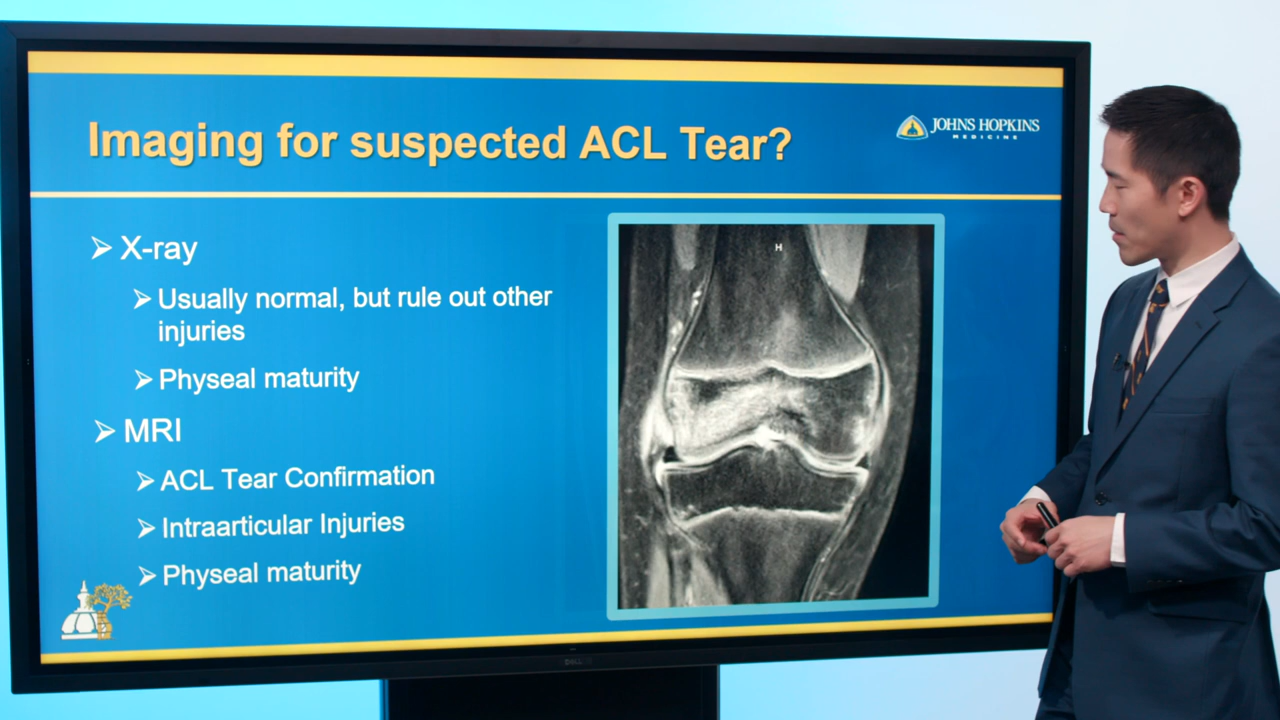 Imaging for suspected ACL Tear?
JOHNS HOPKINS
MEDICINE
X-ray
Usually normal, but rule out other
injuries
Physeal maturity
MRI
ACL Tear Confirmation
Intraarticular Injuries
Physeal maturity
H
DELL